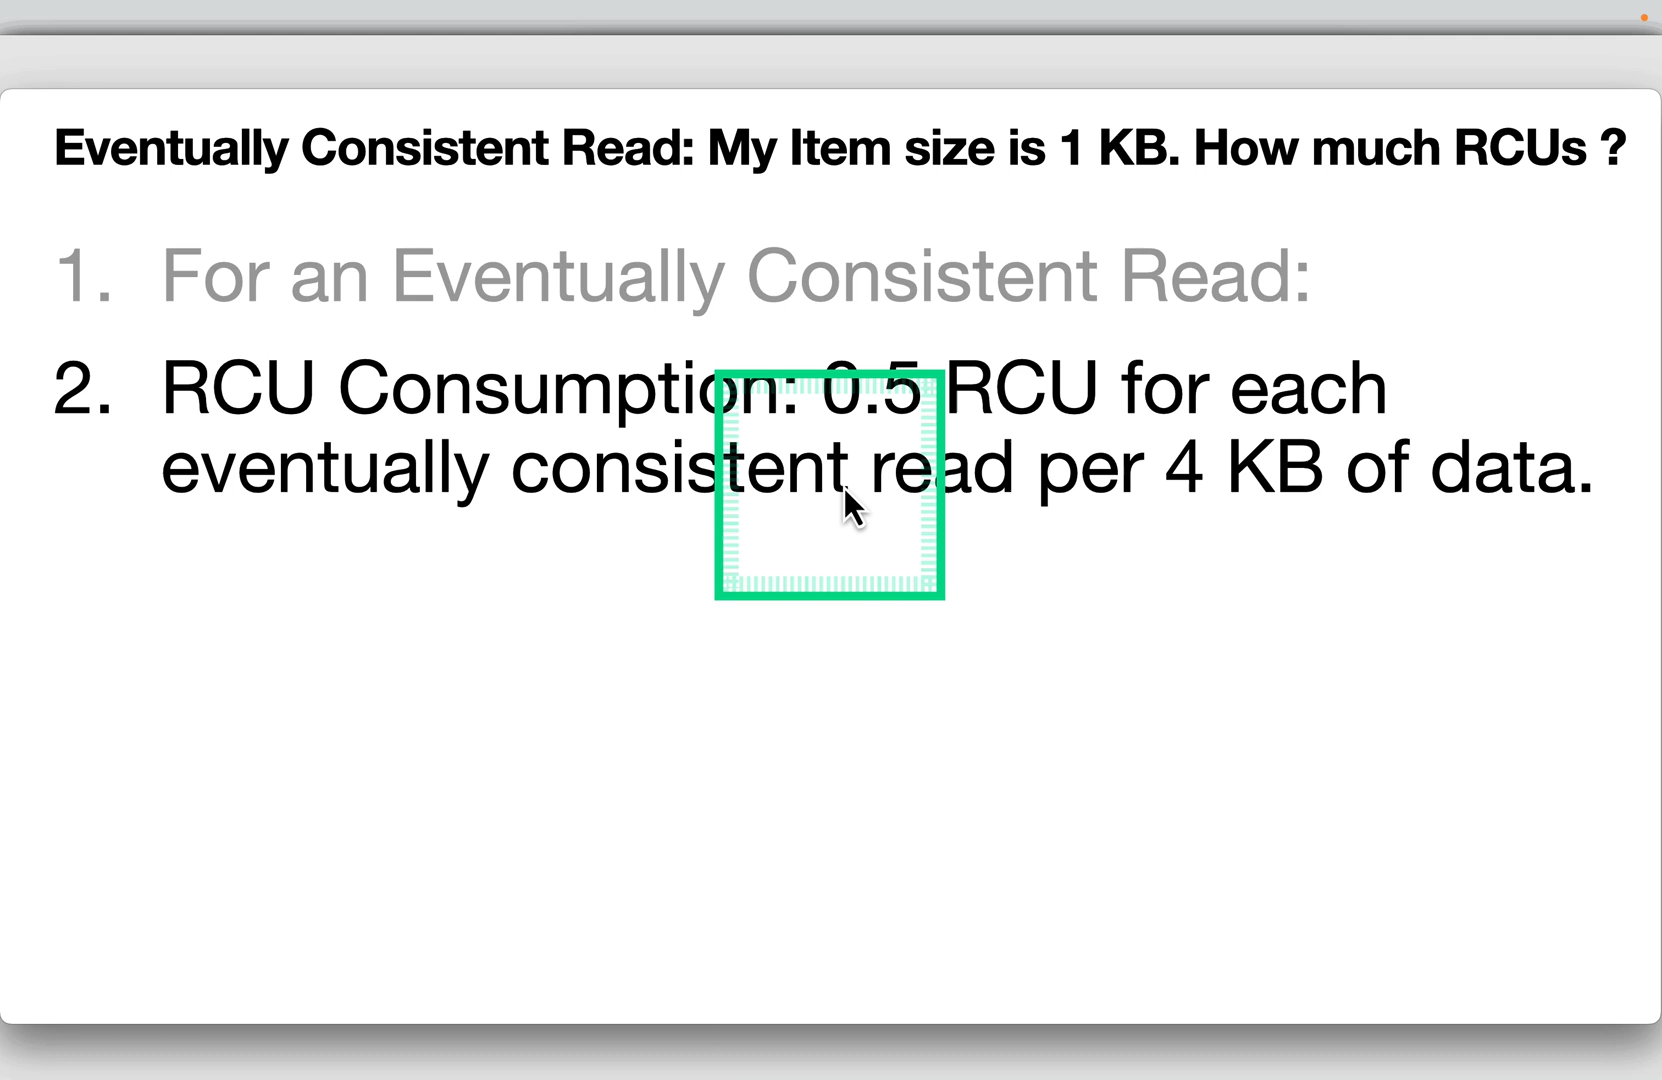 Eventually Consistent Read: My Item size is 1 KB. How much RCUs ?
1. For an Eventually Consistent Read:
2. RCU Consumption: 0.5 RCU for each
eventually consistent read per 4 KB of data.